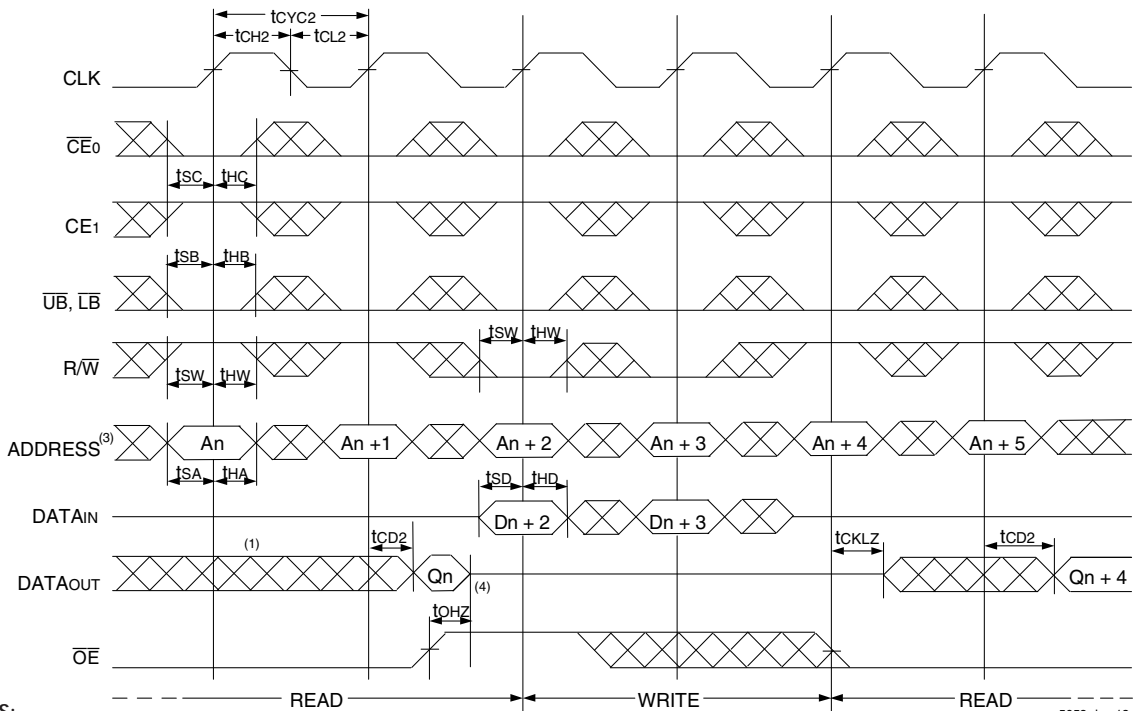 tCYC2
tCH2 tCL2
CLK
CE0
tSC tHC
CE1
tSB tHB
UB, LB
tSW tHW
R/W
tSW tHW
ADDRESS(3) An An +1 An + 2 An + 3 An + 4 An + 5
tSA tHA tSD tHD
DATAIN Dn + 2 Dn + 3
(1) tCD2 tCKLZ tCD2
DATAOUT Qn (4) Qn + 4
tOHZ
OE
READ WRITE READ